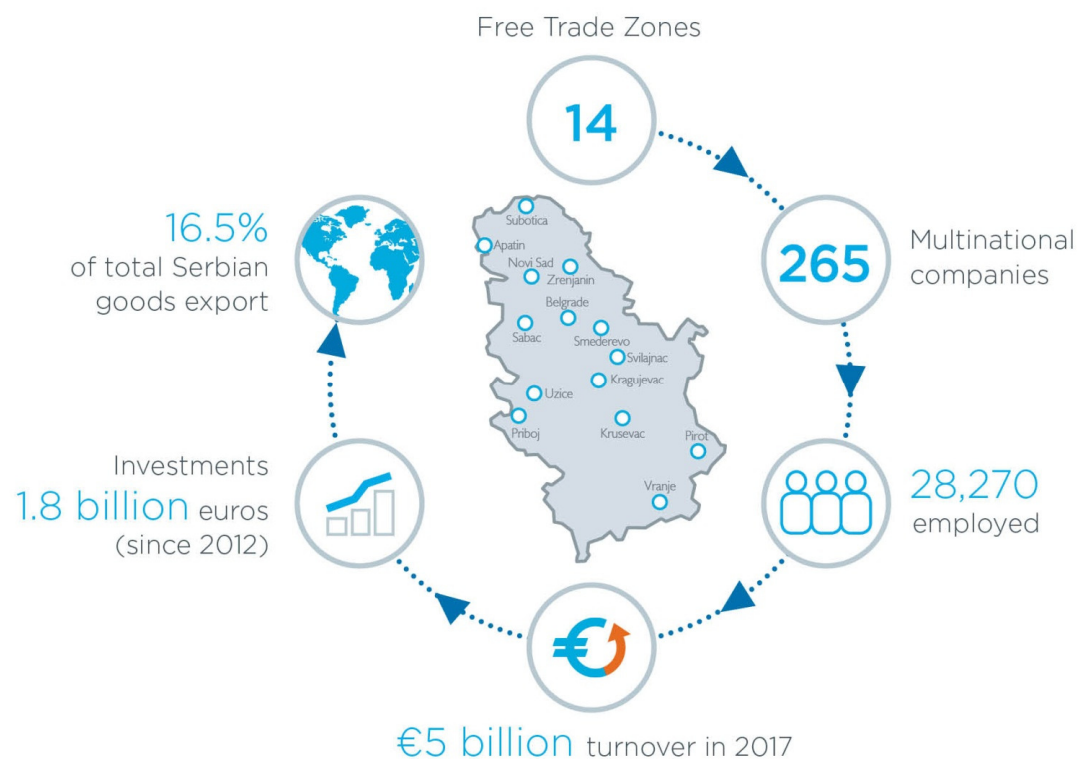 Free Trade Zones
14
265
Multinational
companies
28,270
employed
€5 billion turnover in 2017
Investments
1.8 billion euros
(since 2012)
16.5%
of total Serbian
goods export
Subotica
Apatin
Novi Sad
Zrenjanin
Belgrade
Sabac
Smederevo
Svilajnac
Kragujevac
Uzice
Priboj
Krusevac
Pirot
Vranje